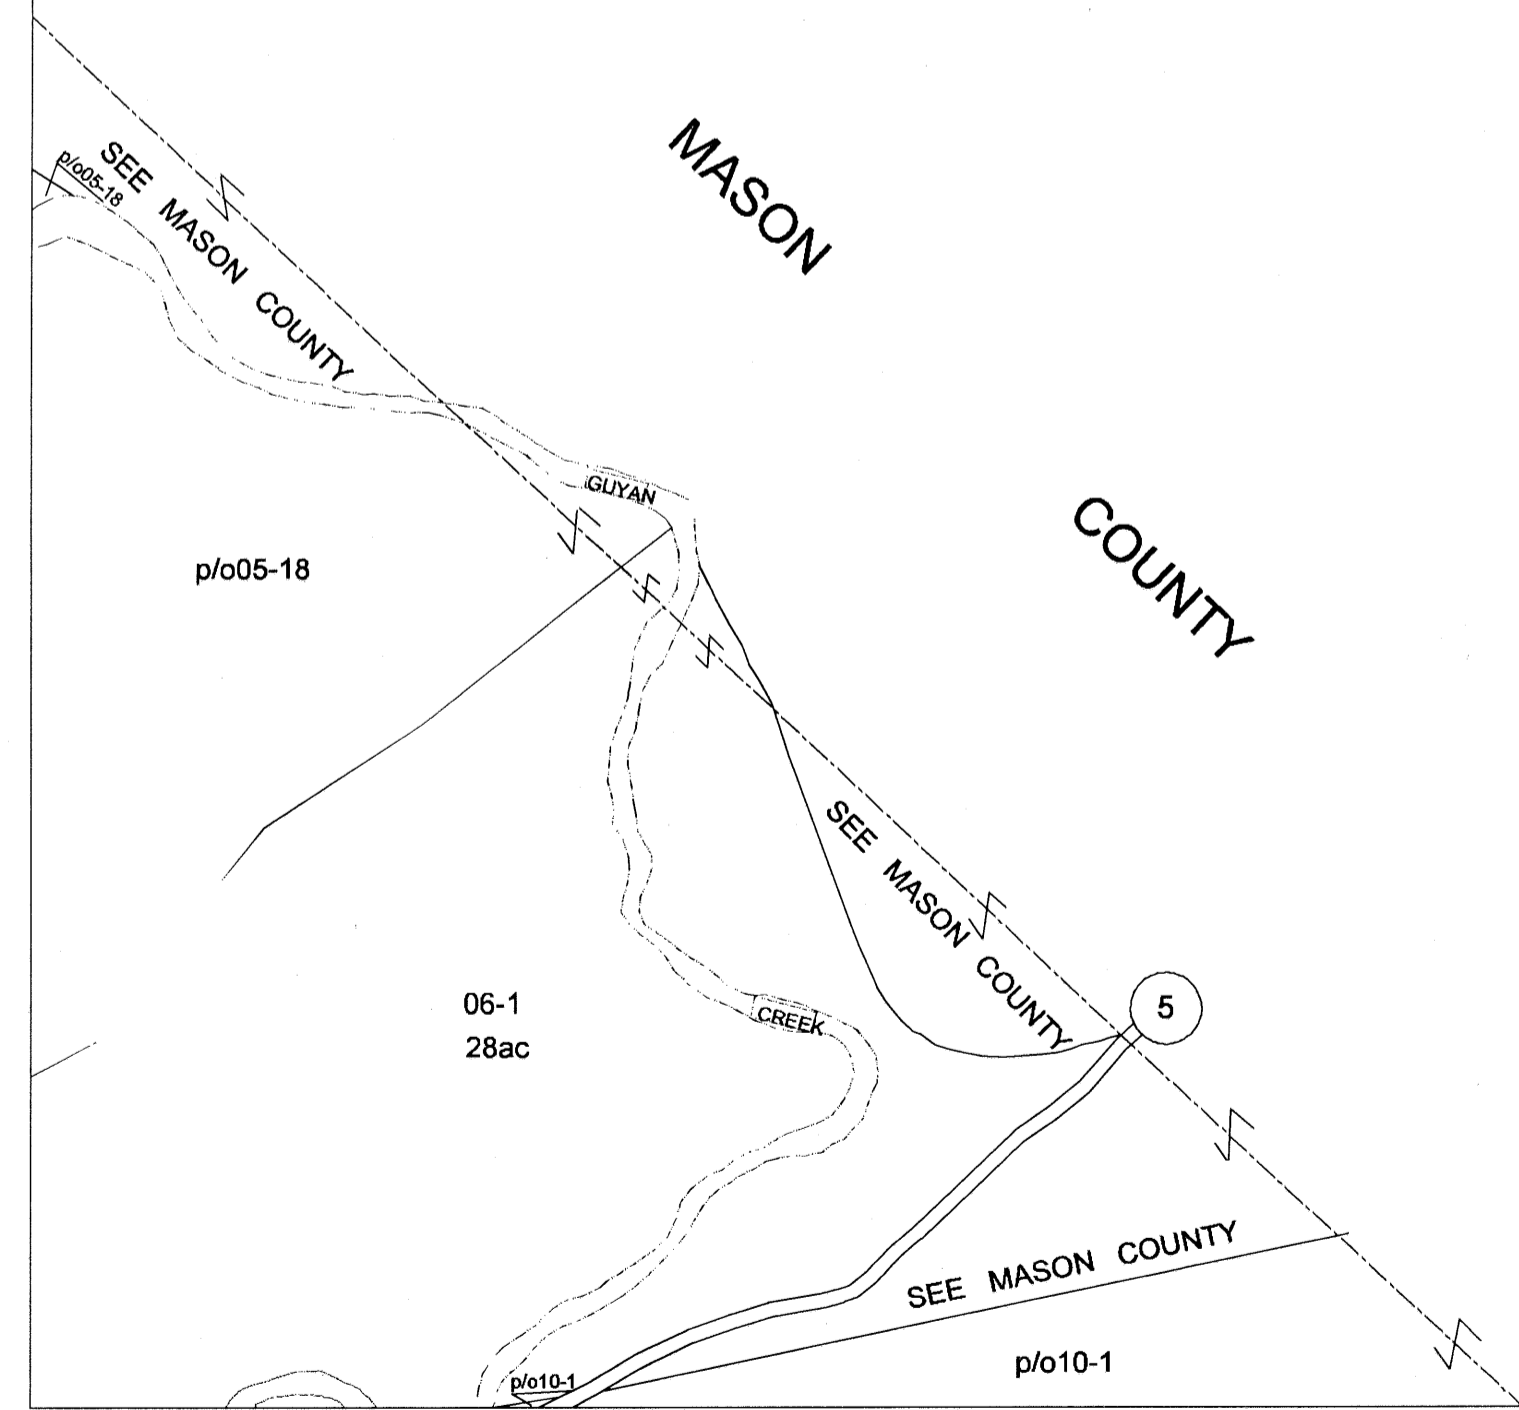 MASON
COUNTY
p/o05-18
SEE MASON COUNTY
GUYAN
p/o05-18
SEE MASON COUNTY
06-1
28ac
CREEK
5
SEE MASON COUNTY
p/o10-1
p/o10-1